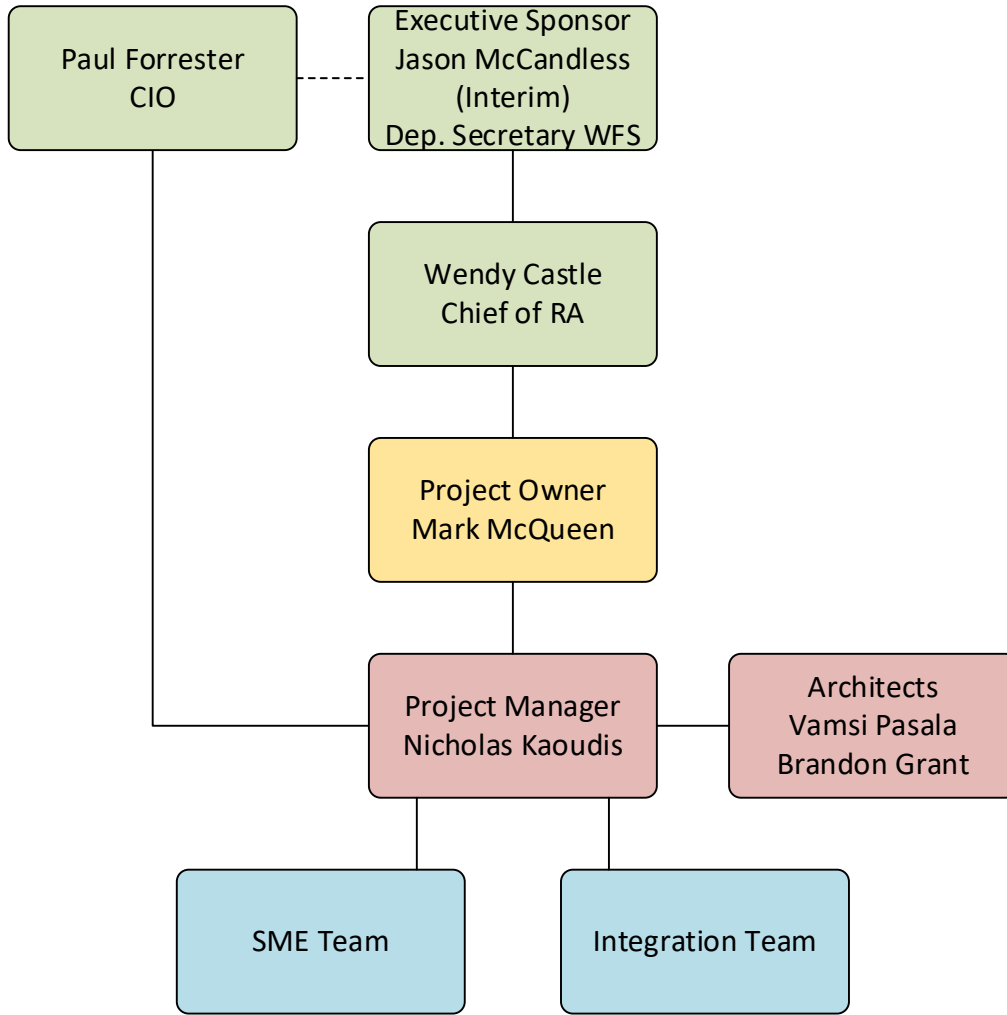 Paul Forrester
CIO
Executive Sponsor
Jason McCandless
(Interim)
Dep. Secretary WFS
Wendy Castle
Chief of RA
Project Owner
Mark McQueen
Project Manager
Nicholas Kaoudis
Architects
Vamsi Pasala
Brandon Grant
SME Team
Integration Team